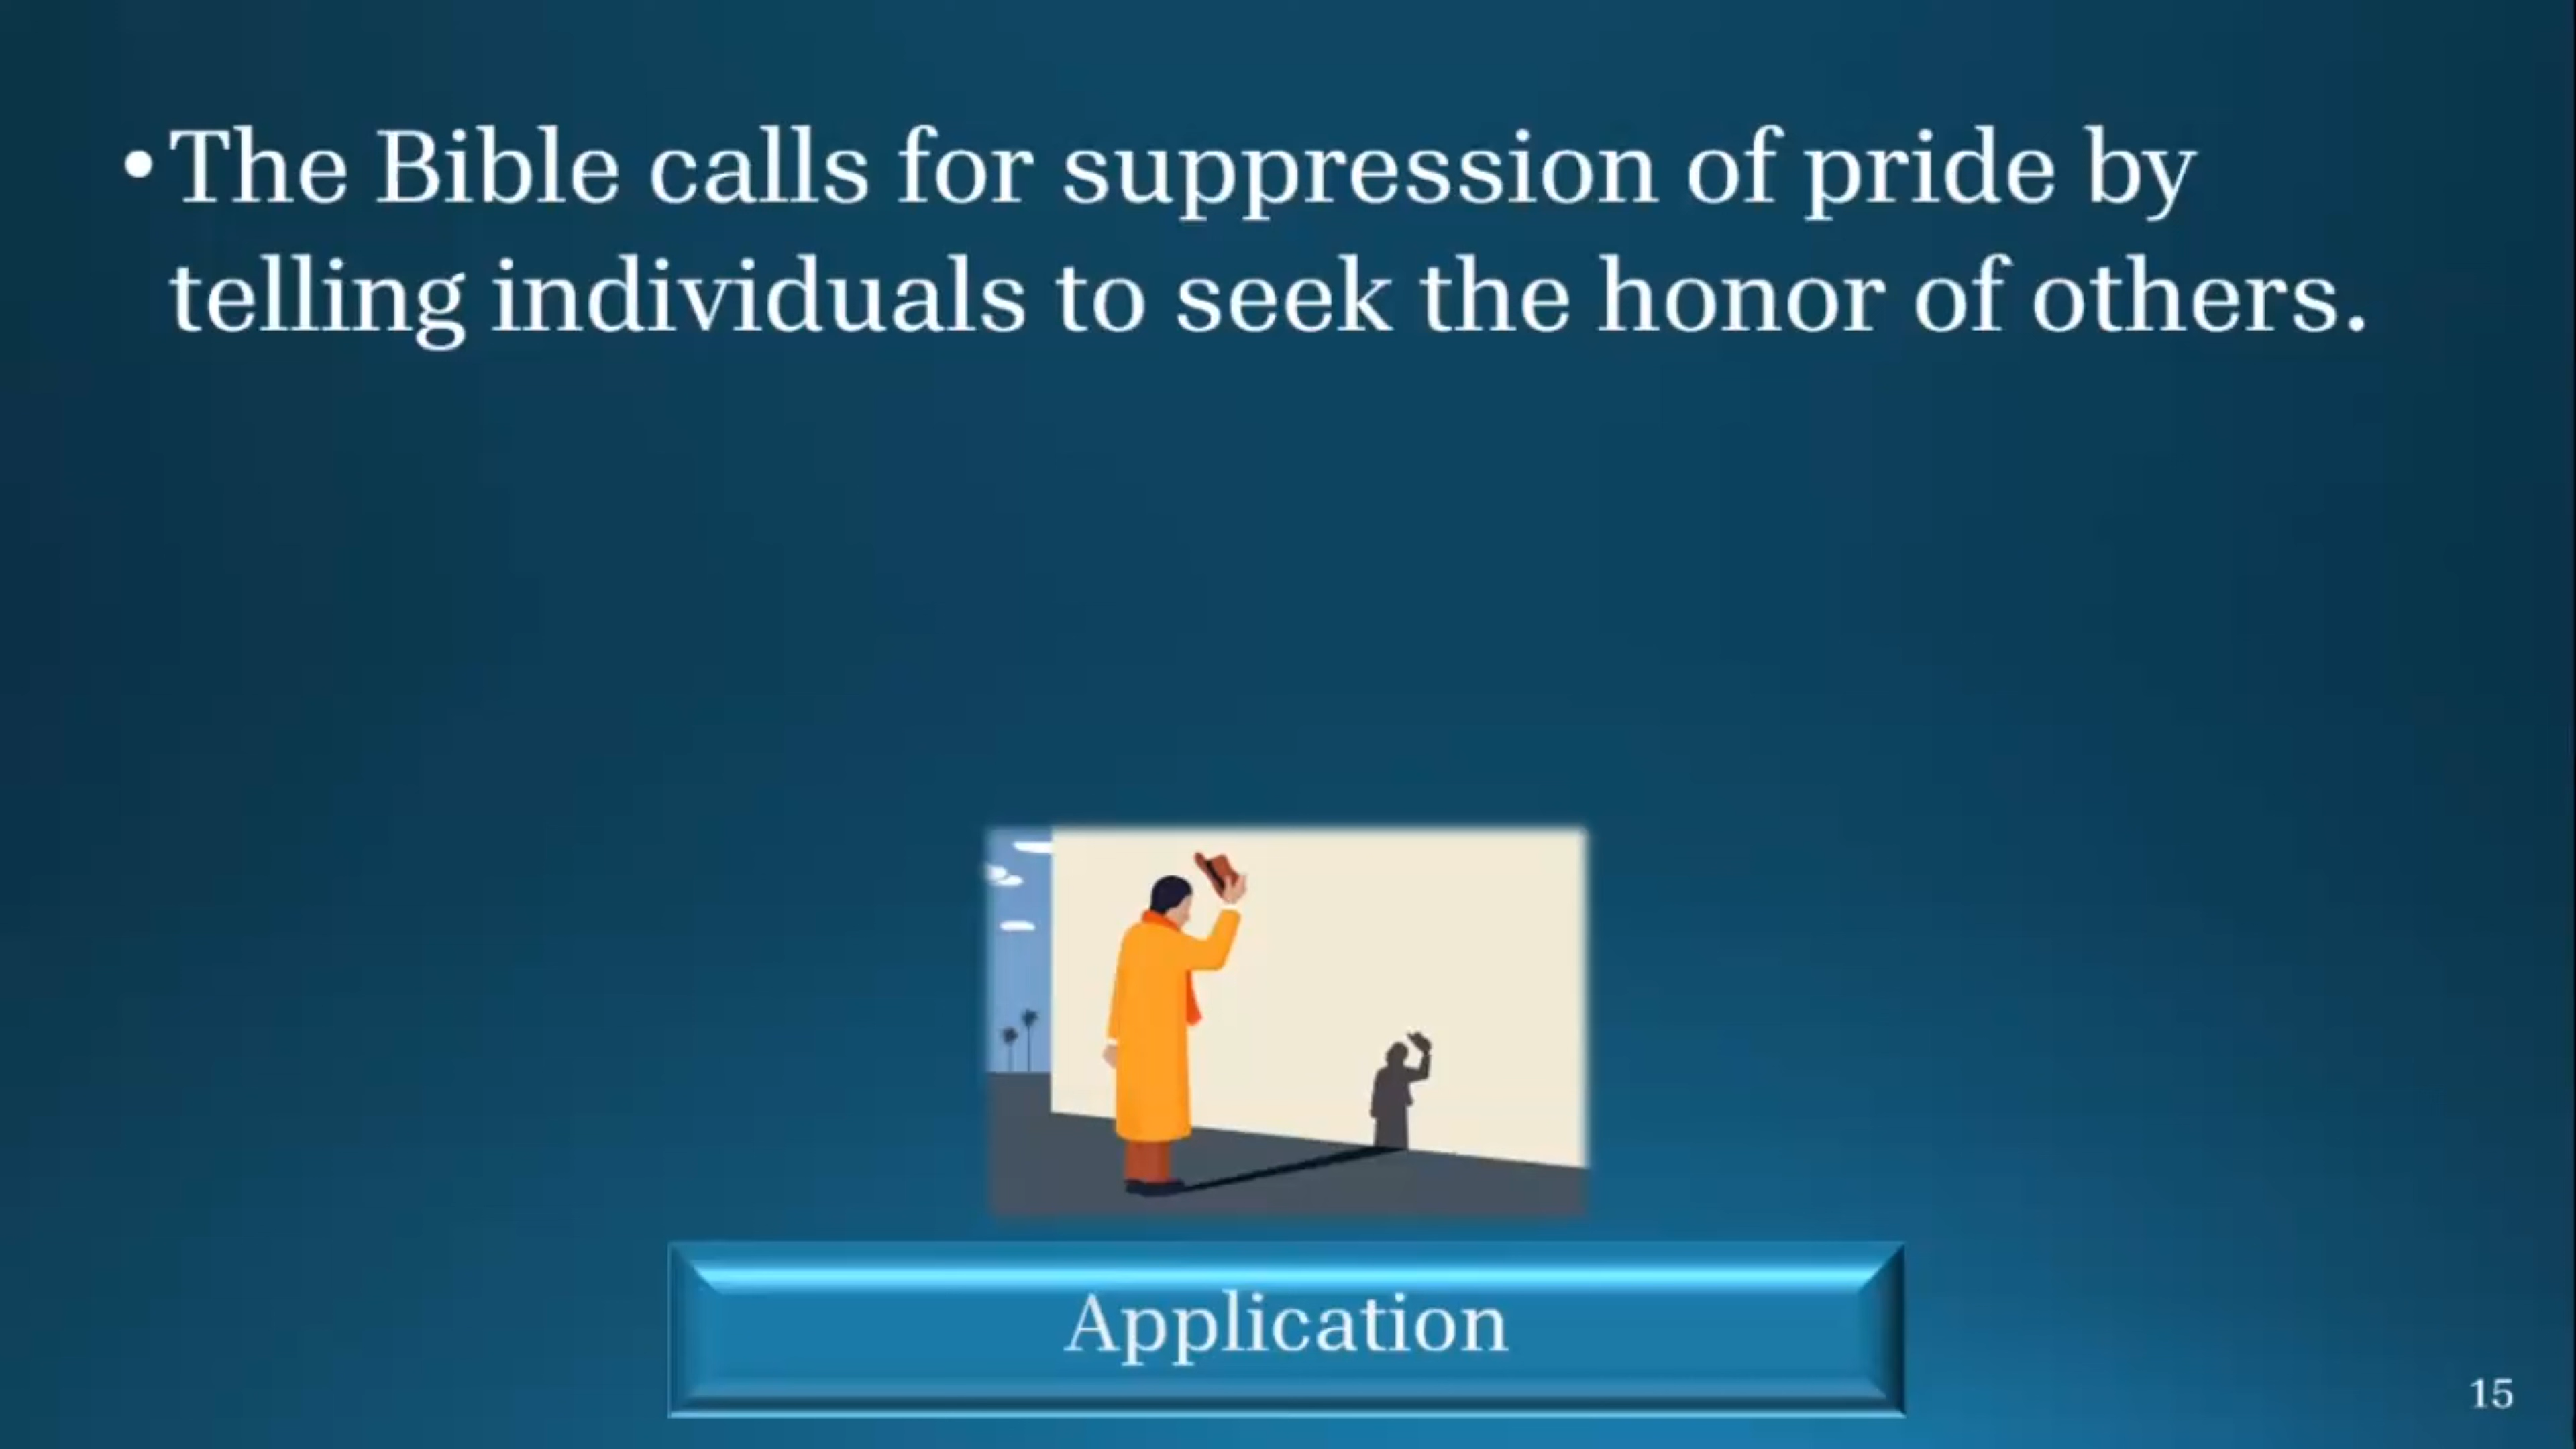 •The Bible calls for suppression of pride by
telling individuals to seek the honor of others.
Application
15